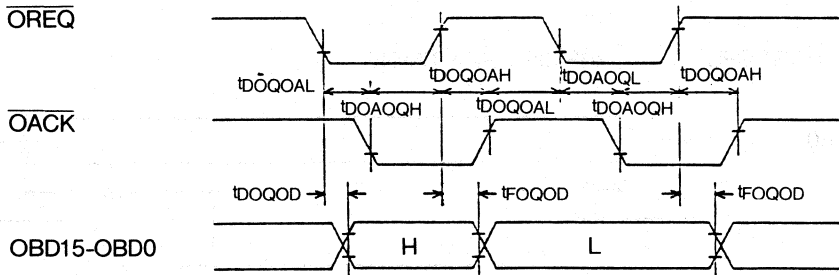 OREQ
tDOQOAL
tDOQOAH
tDOAOQL
tDOQOAH
tDOAOQH
tDOQOAL
tDOAOQH
OACK
tDOQOD
tFOQOD
tFOQOD
OBD15-OBD0
H
L